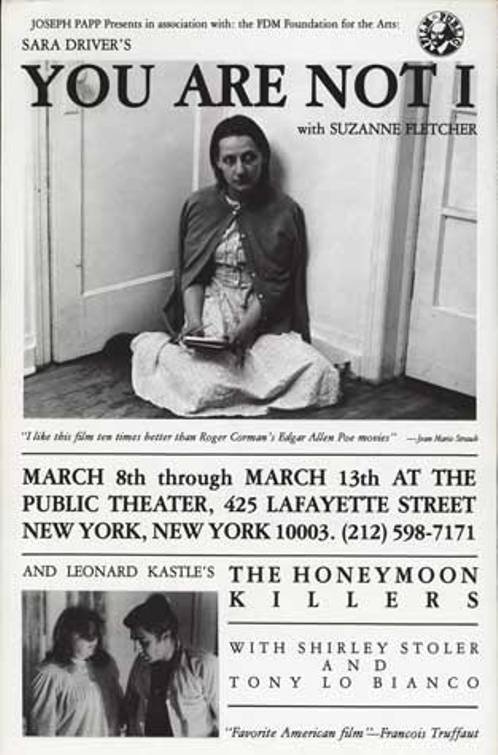 JOSEPH PAPP Presents in association with: the FDM Foundation for the Arts:
FILM PUBLIC
SARA DRIVER'S
YOU ARE NOT I
with SUZANNE FLETCHER
"I like this film ten times better than Roger Corman's Edgar Allen Poe movies" —Jean Marie Straub
MARCH 8th through MARCH 13th AT THE
PUBLIC THEATER, 425 LAFAYETTE STREET
NEW YORK, NEW YORK 10003. (212) 598-7171
AND LEONARD KASTLE'S
THE HONEYMOON
KILLERS
WITH SHIRLEY STOLER
AND
TONY LO BIANCO
"Favorite American film"—Francois Truffaut